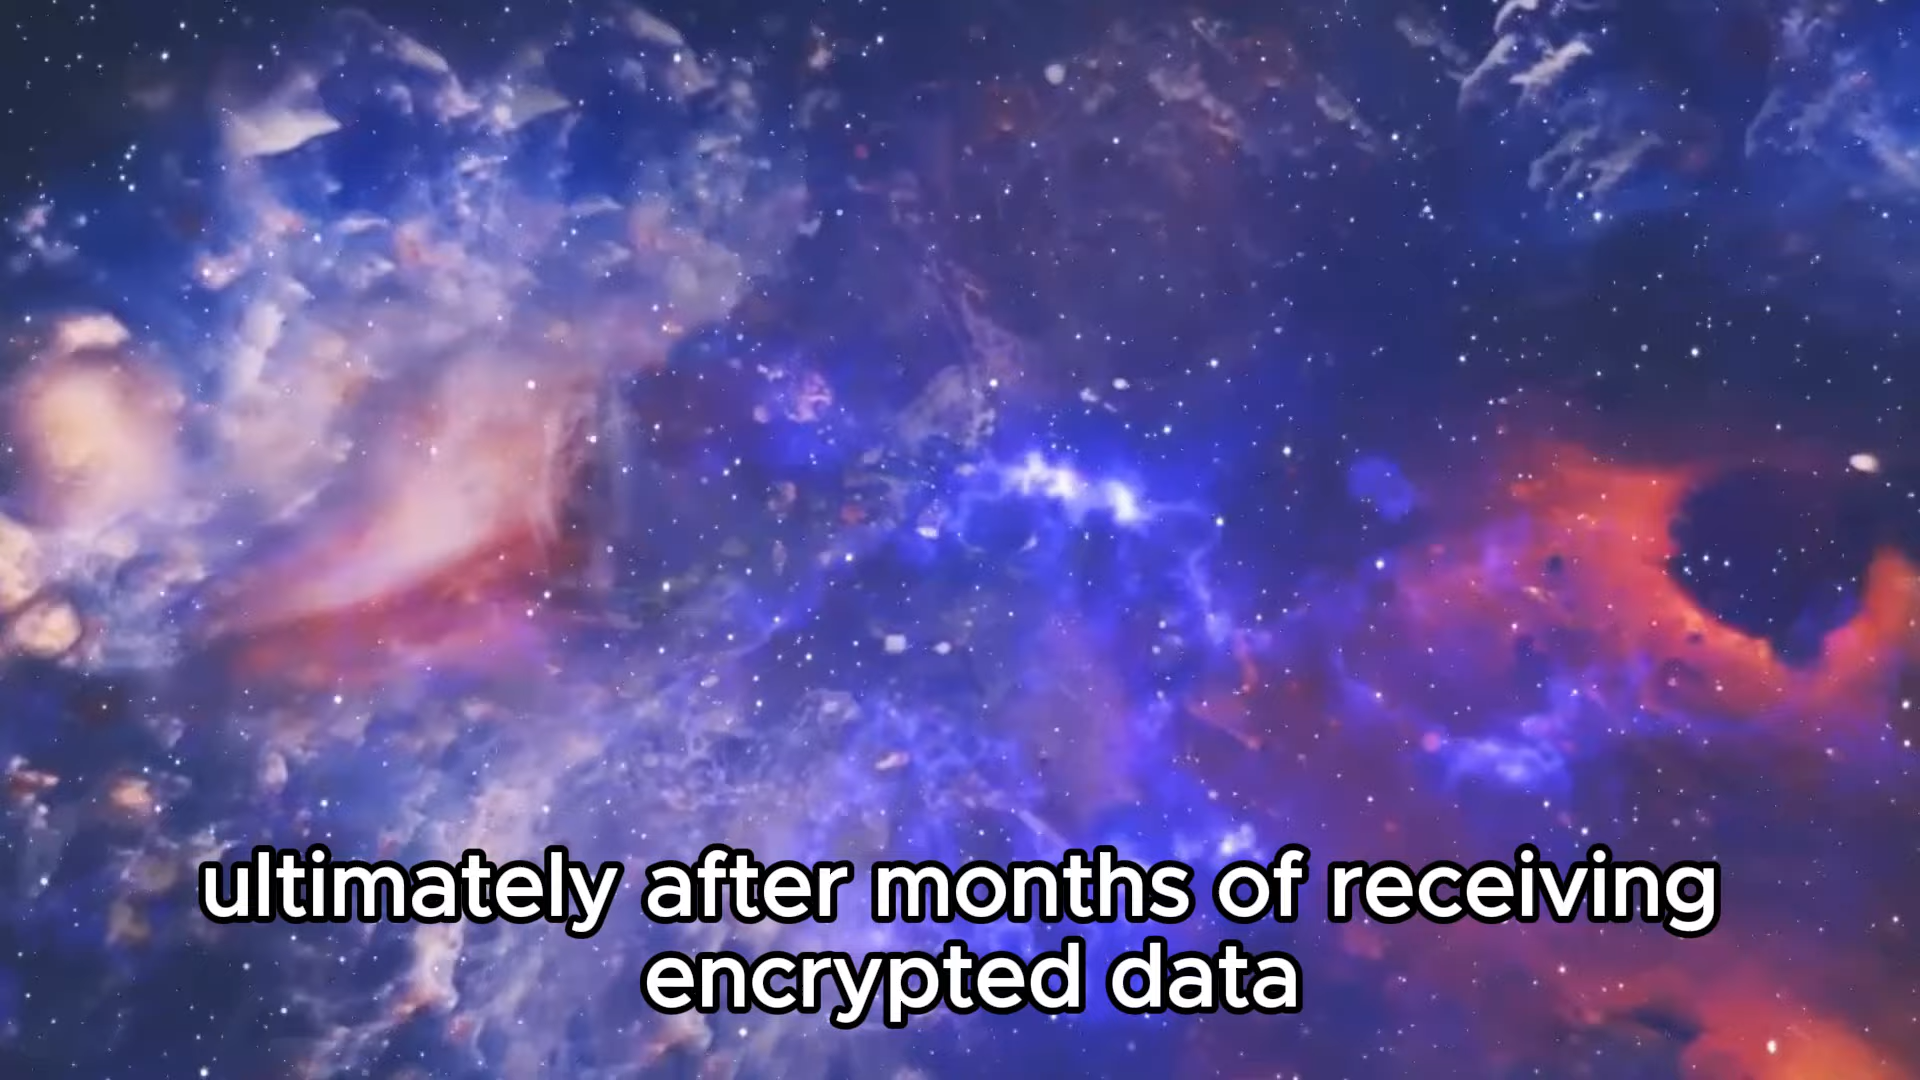 ultimately after months of receiving
encrypted data